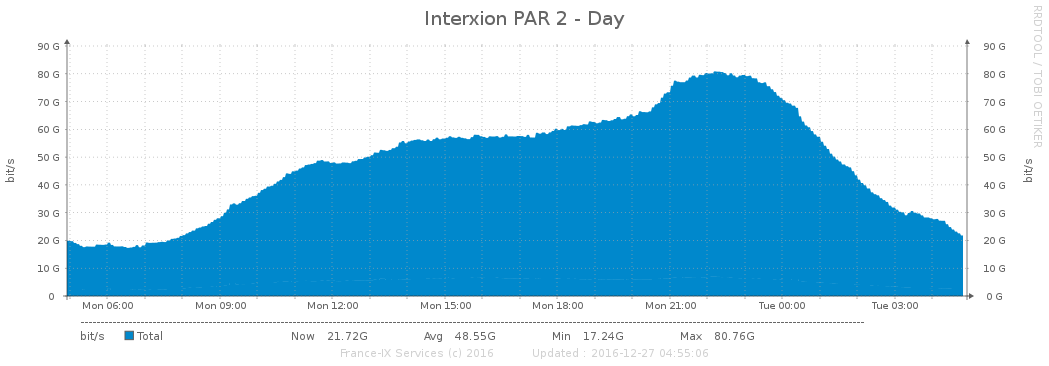 Interxion PAR 2 - Day
RRDTOOL / TOBI OETIKER
90 G 90 G
80 G 80 G
70 G 70 G
60 G 60 G
50 G 50 G
40 G 40 G
30 G 30 G
20 G 20 G
10 G 10 G
0 0 G
bit/s bit/s
Mon 06:00 Mon 09:00 Mon 12:00 Mon 15:00 Mon 18:00 Mon 21:00 Tue 00:00 Tue 03:00
bit/s Total Now 21.72G Avg 48.55G Min 17.24G Max 80.76G
France-IX Services (c) 2016 Updated : 2016-12-27 04:55:06